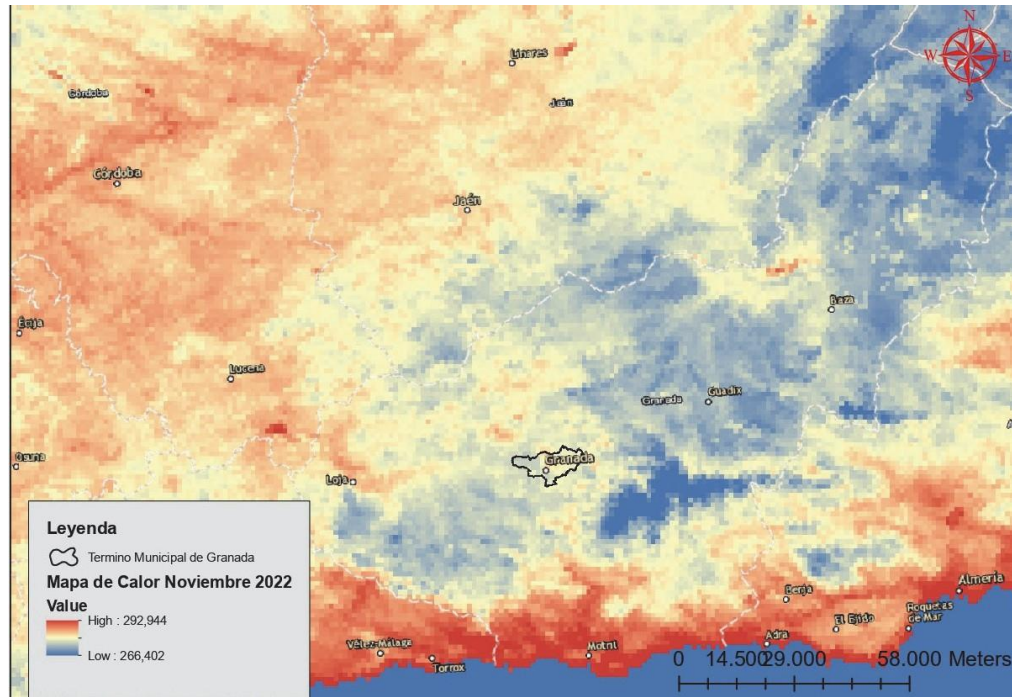 N
W E
S
Linares
Jaén
Córdoba
Córdoba
Jaén
Baza
Écija
Lucena
Granada
Guadix
Granada
Osuna
Loja
Leyenda
Termino Municipal de Granada
Mapa de Calor Noviembre 2022
Value
High : 292,944
Low : 266,402
Almería
Berja
Roquetas
de Mar
El Ejido
Adra
Motril
Vélez-Málaga
Torrox
0 14.500 29.000 58.000 Meters